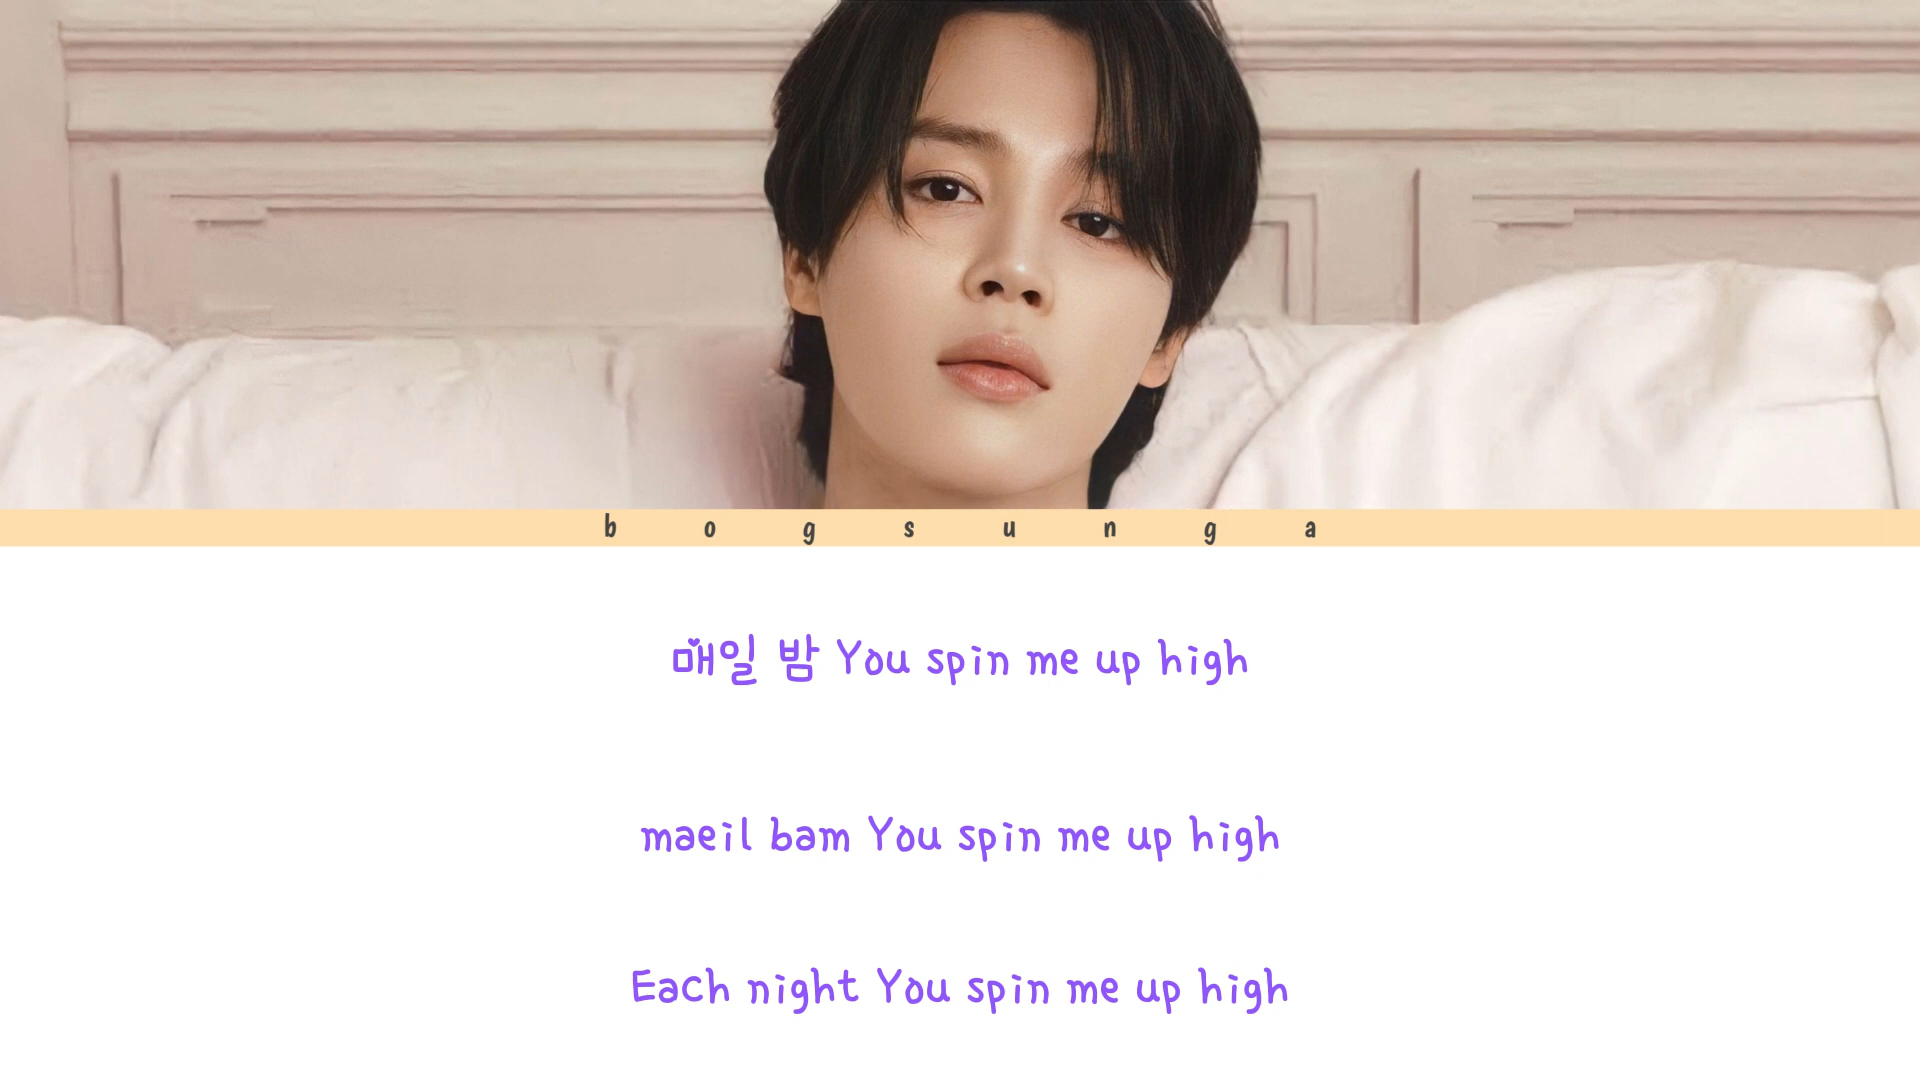 bogsunga
매일 밤 You spin me up high
maeil bam You spin me up high
Each night You spin me up high